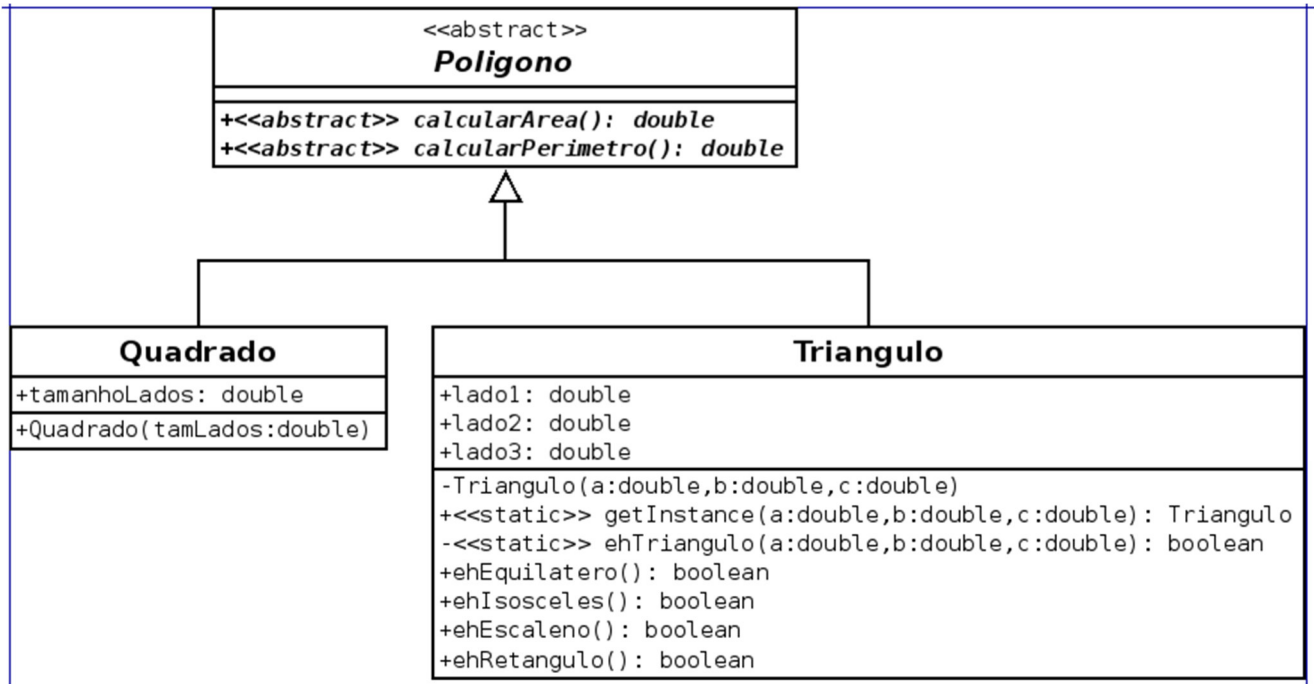 <<abstract>>
Poligono
+<<abstract>> calcularArea(): double
+<<abstract>> calcularPerimetro(): double
Quadrado
+tamanhoLados: double
+Quadrado(tamLados:double)
Triangulo
+lado1: double
+lado2: double
+lado3: double
-Triangulo(a:double,b:double,c:double)
+<<static>> getInstance(a:double,b:double,c:double): Triangulo
-<<static>> ehTriangulo(a:double,b:double,c:double): boolean
+ehEquilatero(): boolean
+ehIsosceles(): boolean
+ehEscaleno(): boolean
+ehRetangulo(): boolean